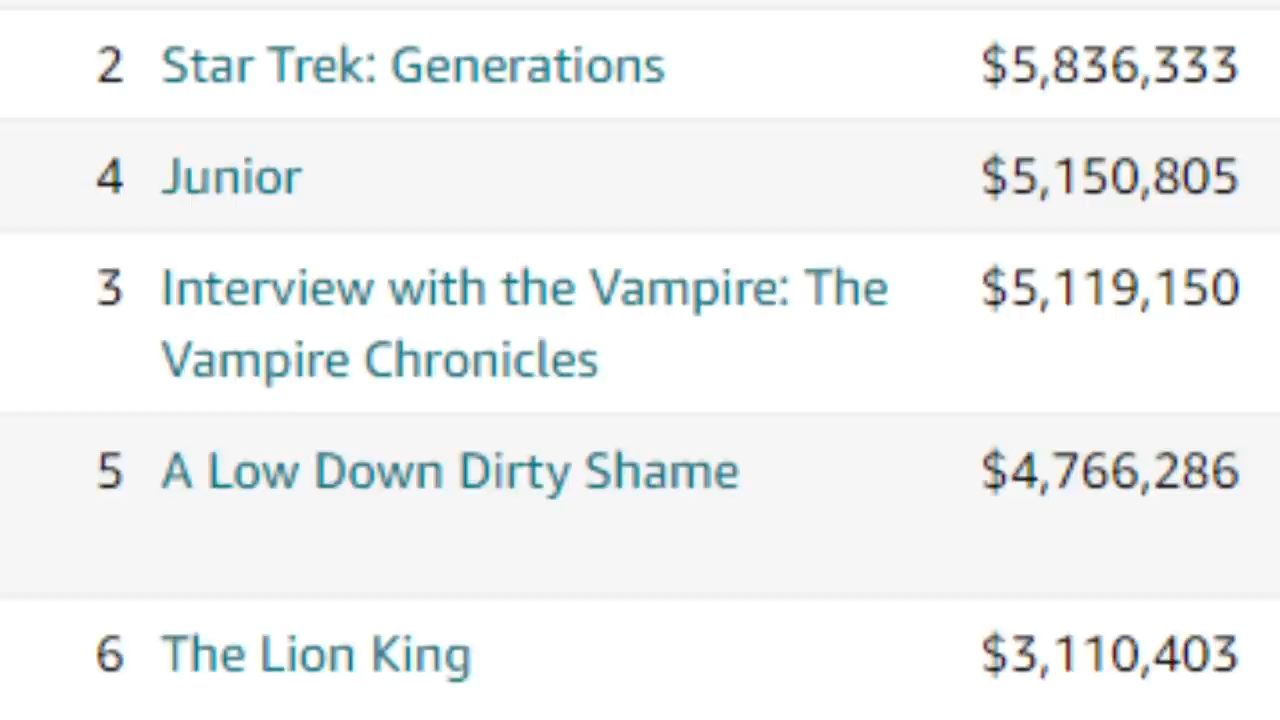 2 Star Trek: Generations $5,836,333
4 Junior $5,150,805
3 Interview with the Vampire: The $5,119,150
Vampire Chronicles
5 A Low Down Dirty Shame $4,766,286
6 The Lion King $3,110,403